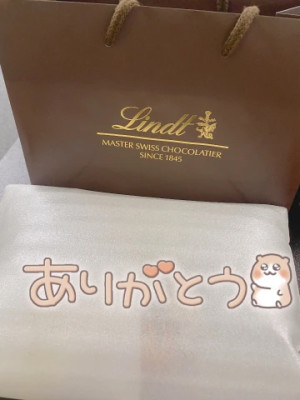 Lindt
MASTER SWISS CHOCOLATIER
SINCE 1845
ありがとう